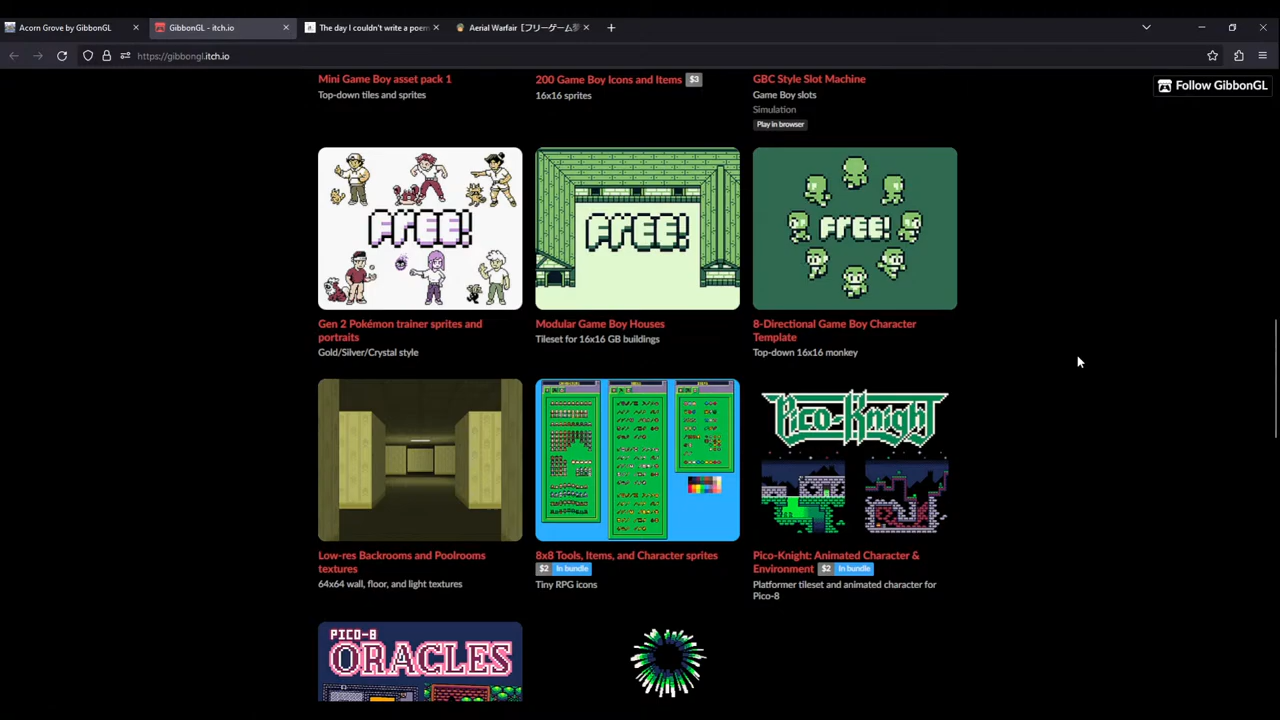 Acorn Grove by GibbonGL
GibbonGL - itch.io
The day I couldn't write a poem
Aerial Warfair [フリーゲーム
https://gibbongl.itch.io
Follow GibbonGL
Mini Game Boy asset pack 1
Top-down tiles and sprites
200 Game Boy Icons and Items $3
16x16 sprites
GBC Style Slot Machine
Game Boy slots
Simulation
Play in browser
FREE!
FREE!
FREE!
Gen 2 Pokémon trainer sprites and
portraits
Gold/Silver/Crystal style
Modular Game Boy Houses
Tileset for 16x16 GB buildings
8-Directional Game Boy Character
Template
Top-down 16x16 monkey
PICO-KNIGHT
Low-res Backrooms and Poolrooms
textures
64x64 wall, floor, and light textures
8x8 Tools, Items, and Character sprites
$2 In bundle
Tiny RPG icons
Pico-Knight: Animated Character &
Environment $2 In bundle
Platformer tileset and animated character for
Pico-8
PICO-8
ORACLES